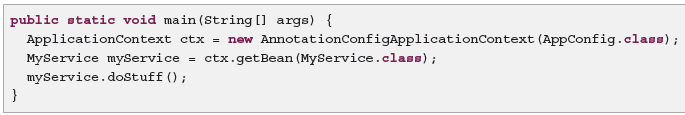 public static void main(String[] args) {
  ApplicationContext ctx = new AnnotationConfigApplicationContext(AppConfig.class);
  MyService myService = ctx.getBean(MyService.class);
  myService.doStuff();
}